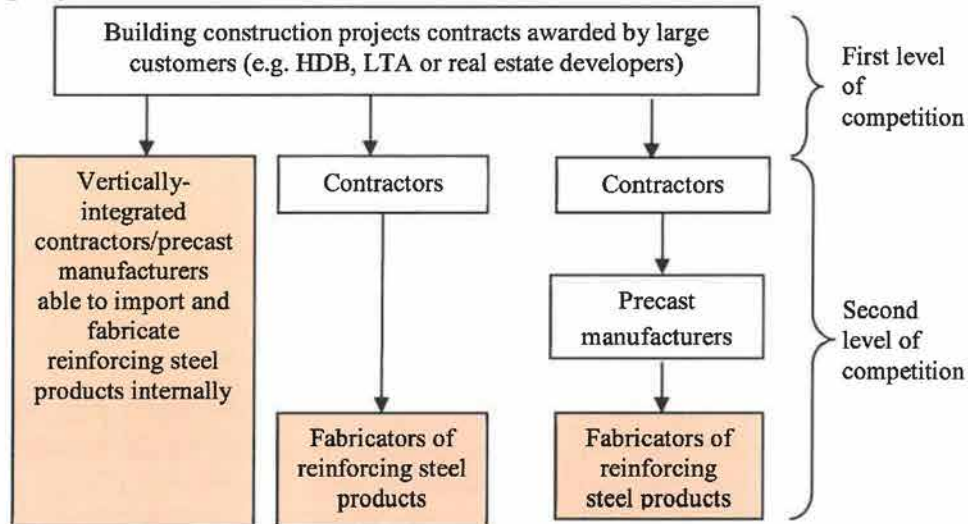 Building construction projects contracts awarded by large
customers (e.g. HDB, LTA or real estate developers)
First level
of
competition
Vertically-
integrated
contractors/precast
manufacturers
able to import and
fabricate
reinforcing steel
products internally
Contractors
Contractors
Precast
manufacturers
Second
level of
competition
Fabricators of
reinforcing steel
products
Fabricators of
reinforcing
steel products